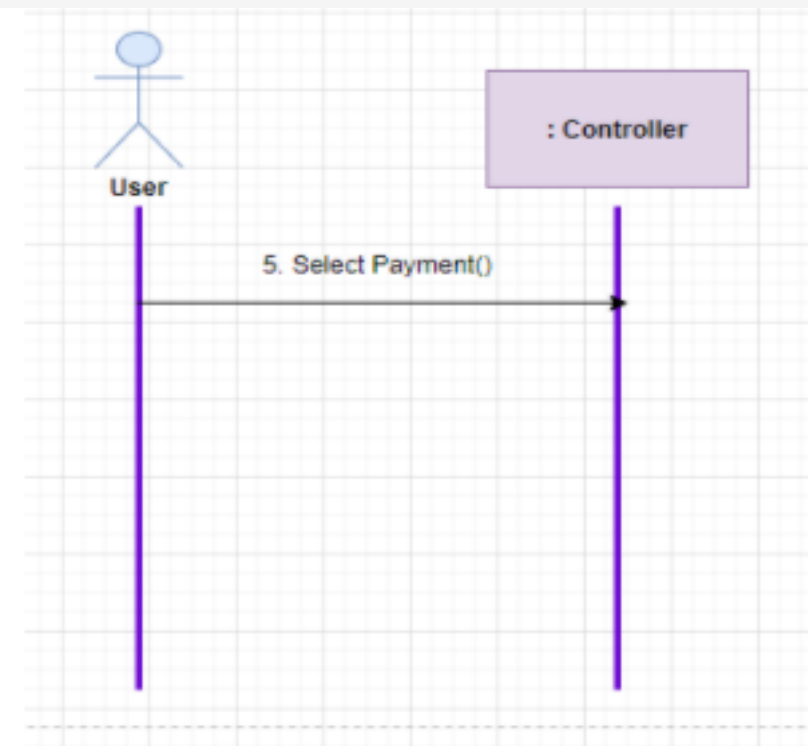 : Controller
User
5. Select Payment()